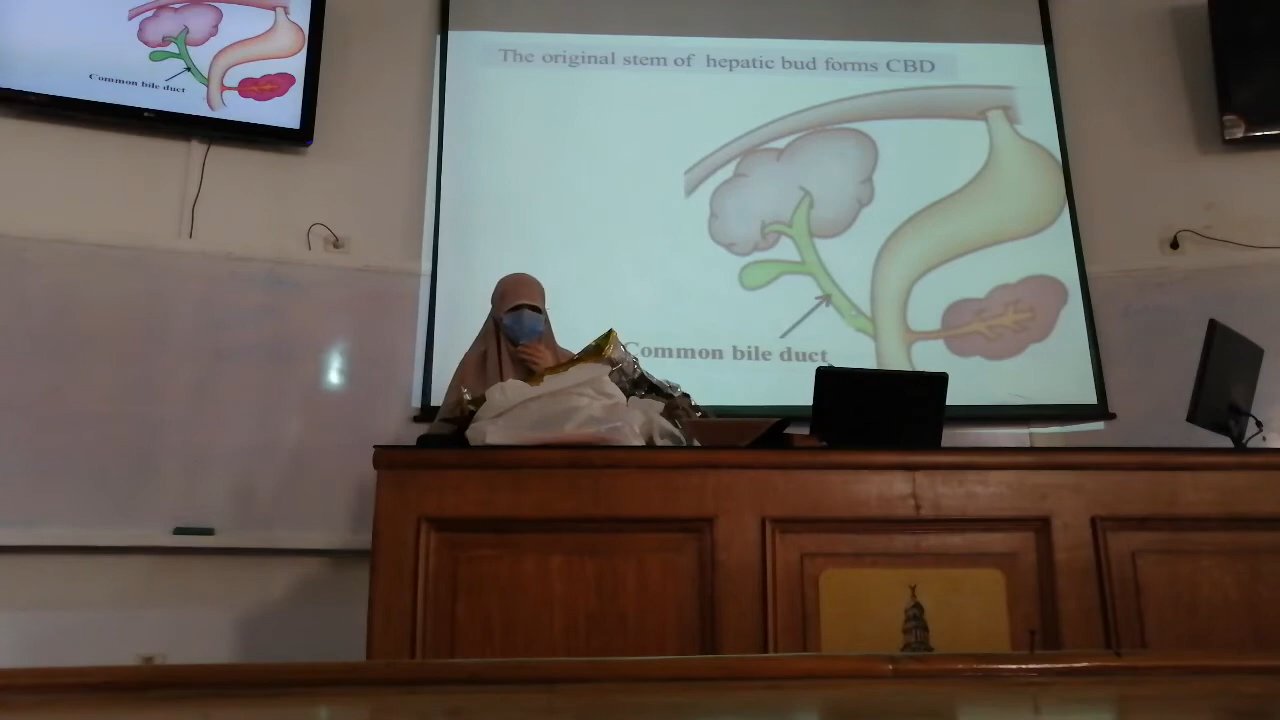 The original stem of hepatic bud forms CBD
Common bile duct
Common bile duct